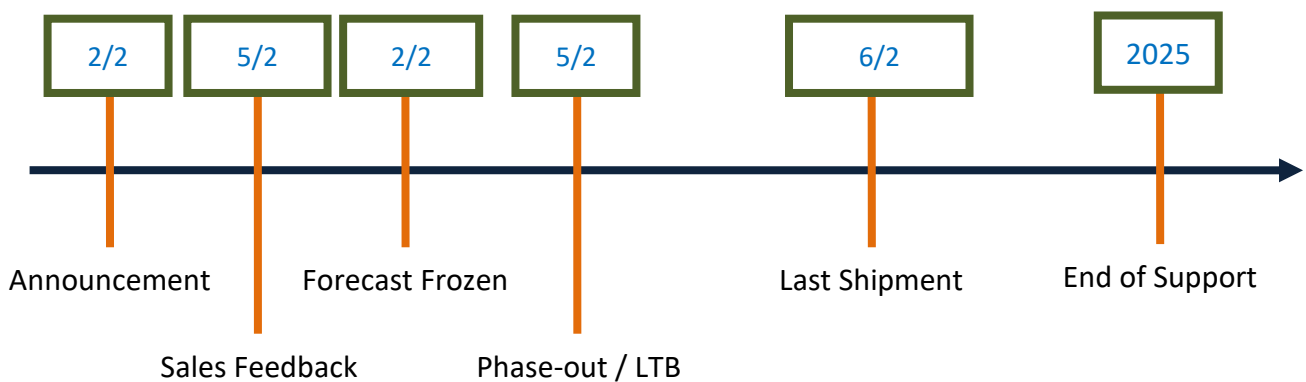 2/2
5/2
2/2
5/2
6/2
2025
Announcement
Forecast Frozen
Last Shipment
End of Support
Sales Feedback
Phase-out / LTB